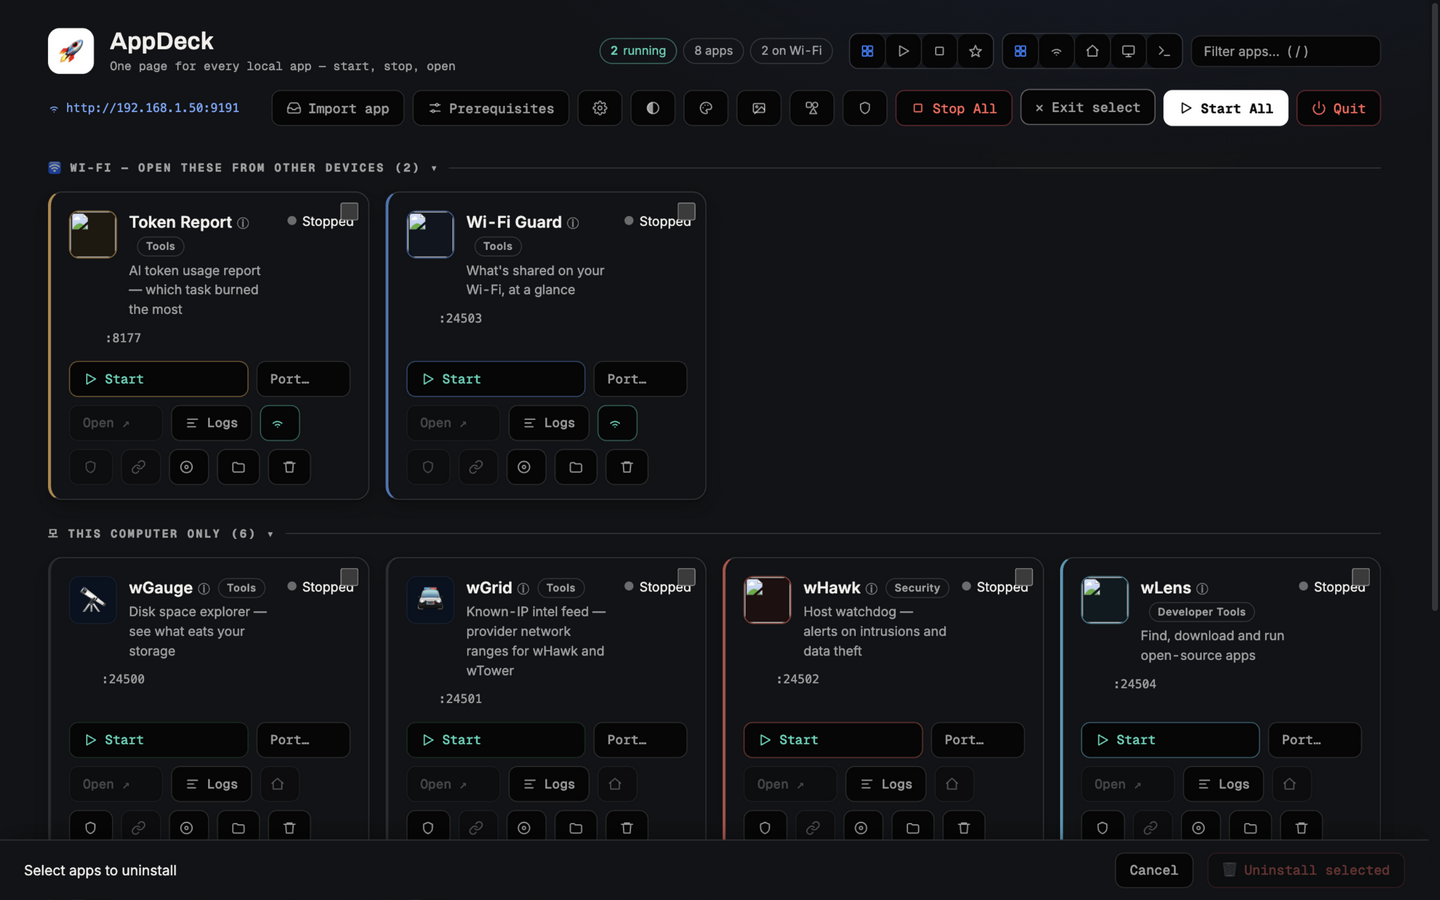 AppDeck
One page for every local app — start, stop, open
2 running
8 apps
2 on Wi-Fi
Filter apps... ( / )
http://192.168.1.50:9191
Import app
Prerequisites
Stop All
× Exit select
Start All
Quit
WI-FI — OPEN THESE FROM OTHER DEVICES (2) ▾
Token Report ⓘ
Stopped
Tools
AI token usage report
— which task burned
the most
:8177
Start
Port…
Open ↗
Logs
Wi-Fi Guard ⓘ
Stopped
Tools
What's shared on your
Wi-Fi, at a glance
:24503
Start
Port…
Open ↗
Logs
THIS COMPUTER ONLY (6) ▾
wGauge ⓘ
Tools
Stopped
Disk space explorer —
see what eats your
storage
:24500
Start
Port…
Open ↗
Logs
wGrid ⓘ
Tools
Stopped
Known-IP intel feed —
provider network
ranges for wHawk and
wTower
:24501
Start
Port…
Open ↗
Logs
wHawk ⓘ
Security
Stopped
Host watchdog —
alerts on intrusions and
data theft
:24502
Start
Port…
Open ↗
Logs
wLens ⓘ
Stopped
Developer Tools
Find, download and run
open-source apps
:24504
Start
Port…
Open ↗
Logs
Select apps to uninstall
Cancel
Uninstall selected